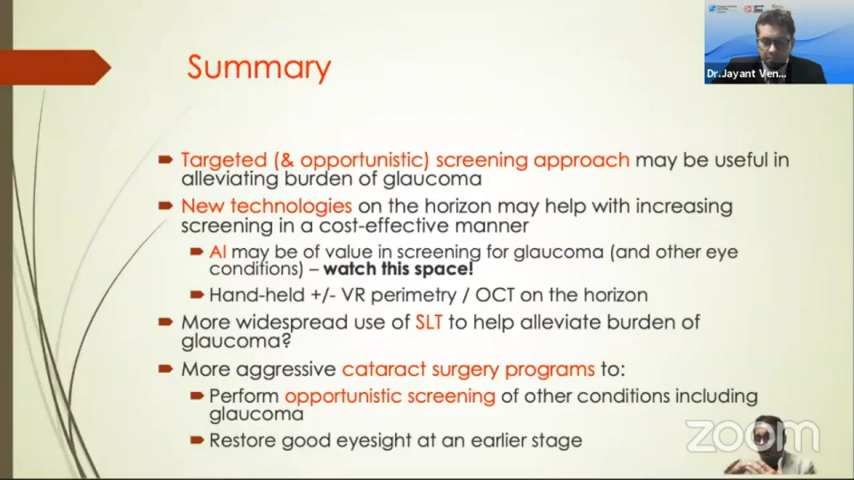 Summary
Dr.Jayant Ven...
Targeted (& opportunistic) screening approach may be useful in
alleviating burden of glaucoma
New technologies on the horizon may help with increasing
screening in a cost-effective manner
AI may be of value in screening for glaucoma (and other eye
conditions) – watch this space!
Hand-held +/- VR perimetry / OCT on the horizon
More widespread use of SLT to help alleviate burden of
glaucoma?
More aggressive cataract surgery programs to:
Perform opportunistic screening of other conditions including
glaucoma
Restore good eyesight at an earlier stage
zoom